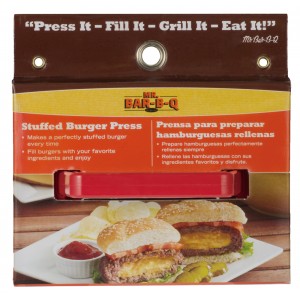 “Press It – Fill It – Grill It – Eat It!”
Mr. Bar-B-Q
MR.
BAR-B-Q
Stuffed Burger Press
• Makes a perfectly stuffed burger
every time
• Fill burgers with your favorite
ingredients and enjoy
Prensa para preparar
hamburguesas rellenas
• Prepara hamburguesas perfectamente
rellenas siempre
• Rellene las hamburguesas con sus
ingredientes favoritos y disfruta.